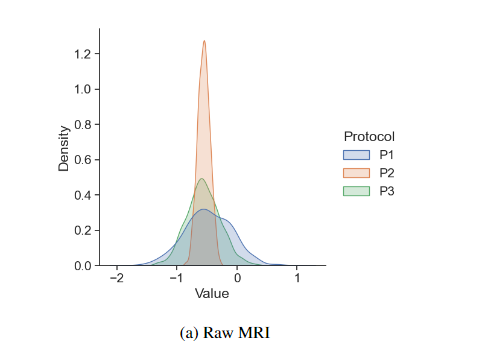 1.2
1.0
0.8
0.6
0.4
0.2
0.0
Density
−2 −1 0 1
Value
Protocol
P1
P2
P3
(a) Raw MRI